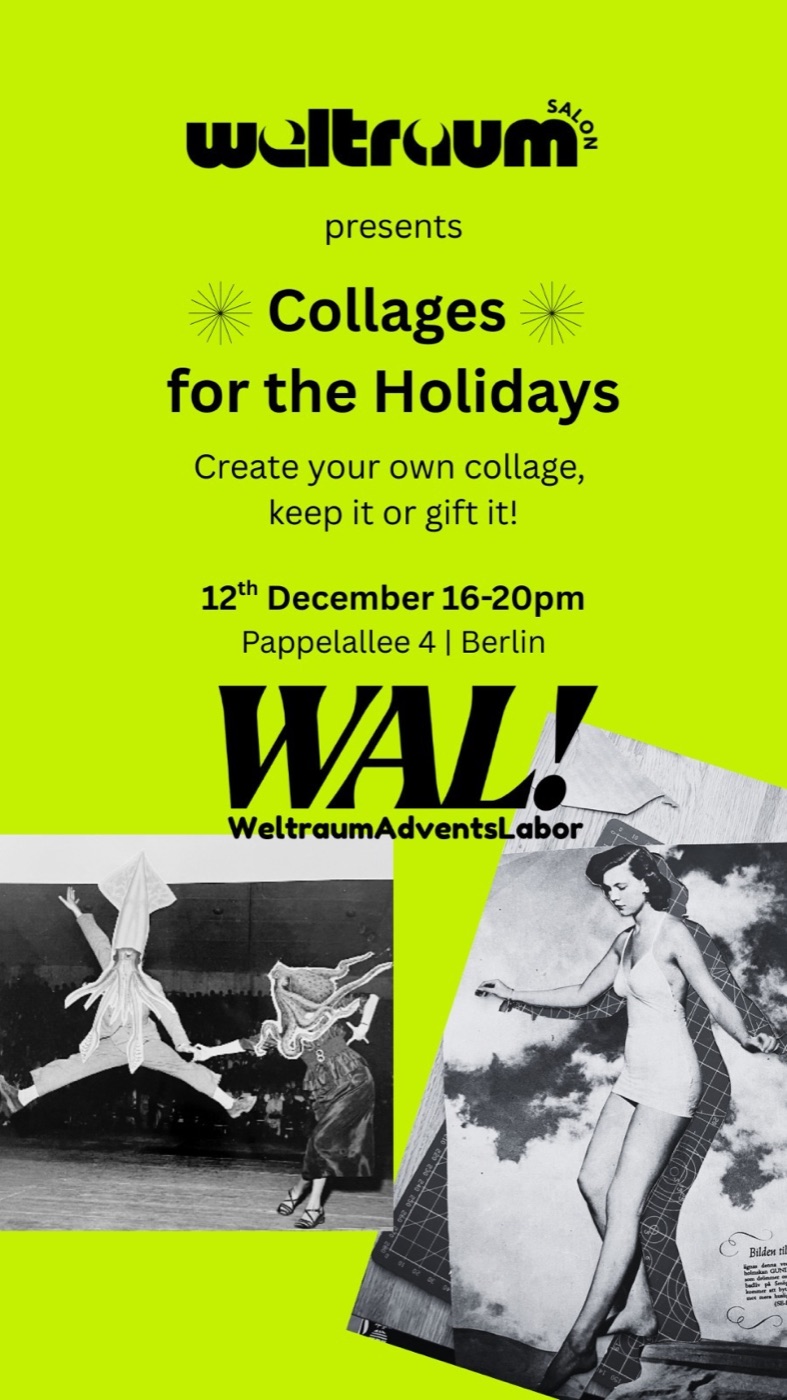 weltraum SALON
presents
Collages
for the Holidays
Create your own collage,
keep it or gift it!
12th December 16-20pm
Pappelallee 4 | Berlin
WAL!
WeltraumAdventsLabor
8
Bilden til